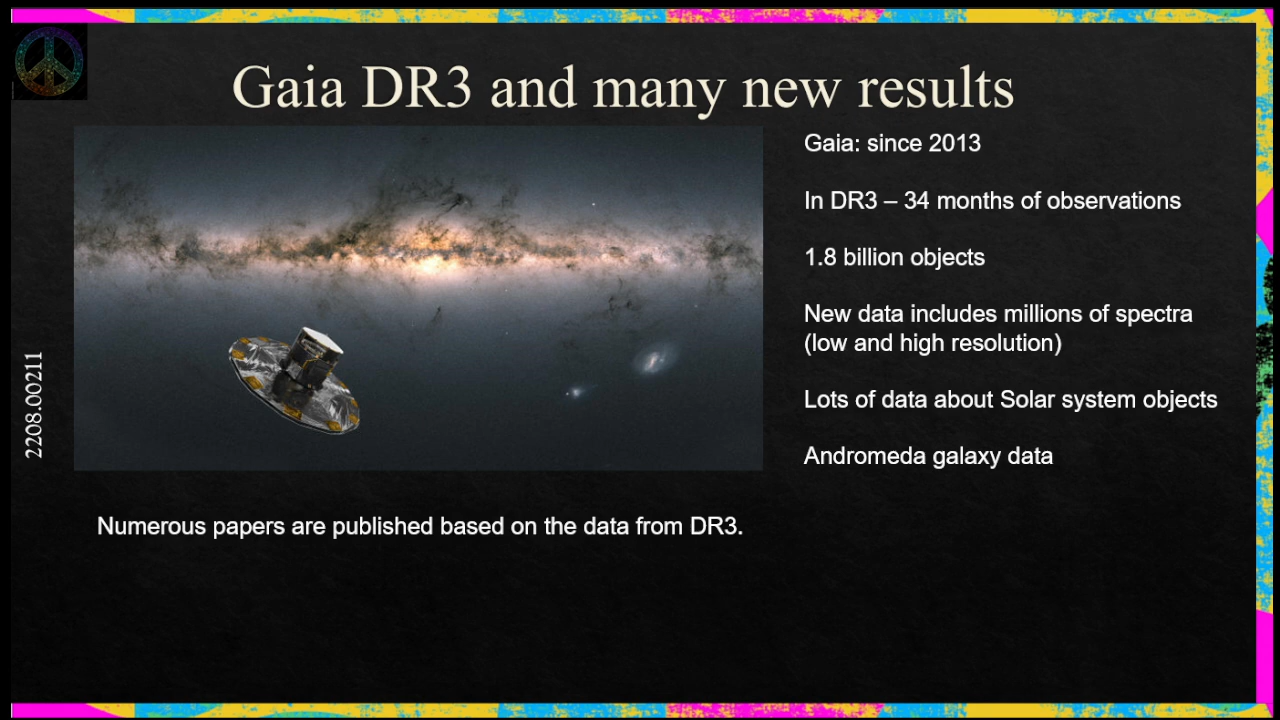 Gaia DR3 and many new results
Gaia: since 2013
In DR3 – 34 months of observations
1.8 billion objects
New data includes millions of spectra
(low and high resolution)
Lots of data about Solar system objects
Andromeda galaxy data
2208.00211
Numerous papers are published based on the data from DR3.